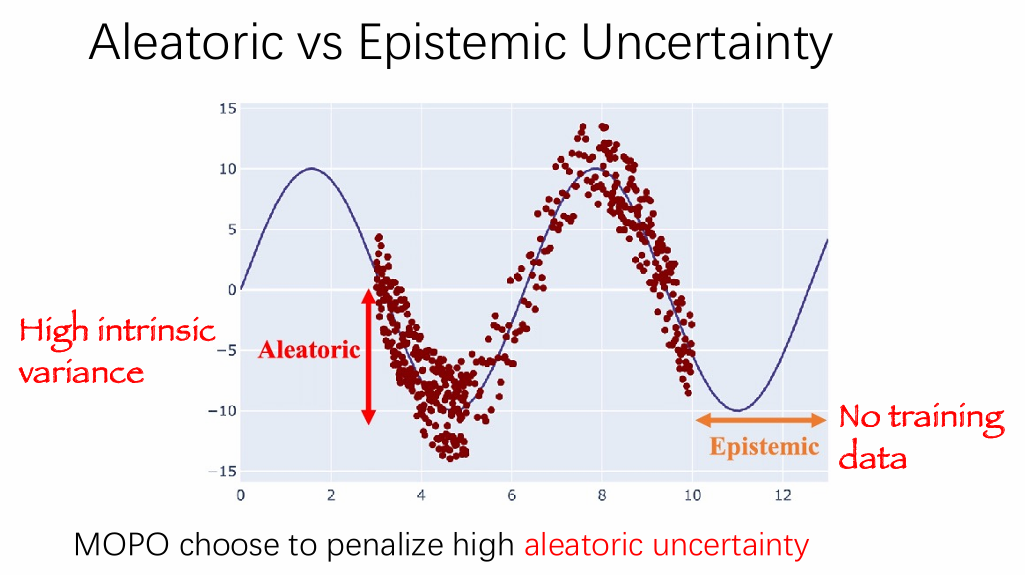 Aleatoric vs Epistemic Uncertainty
15
10
5
0
−5
−10
−15
0 2 4 6 8 10 12
High intrinsic
variance
Aleatoric
Epistemic
No training
data
MOPO choose to penalize high aleatoric uncertainty